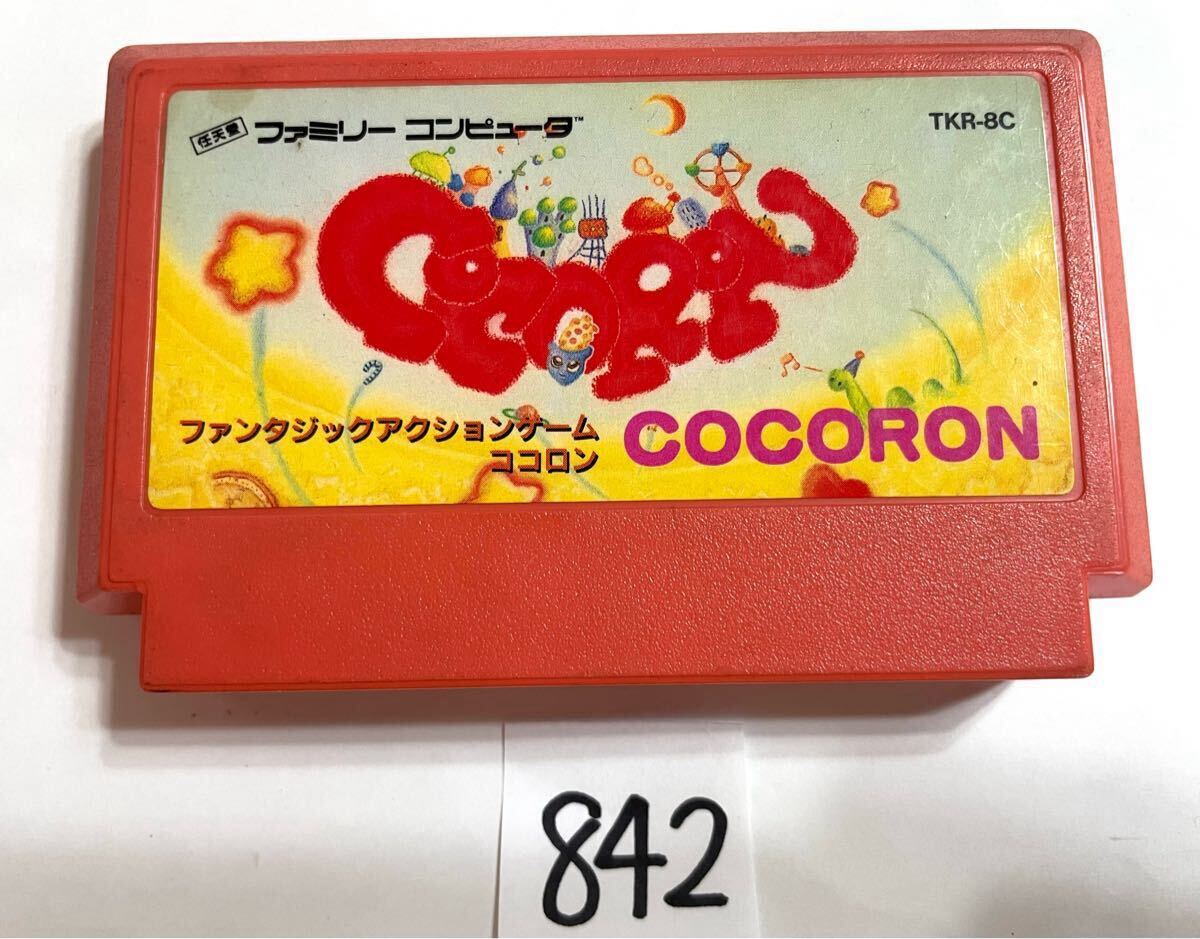 任天堂 ファミリー コンピュータ™
TKR-8C
COCORON
ファンタジックアクションゲーム
ココロン
COCORON
842